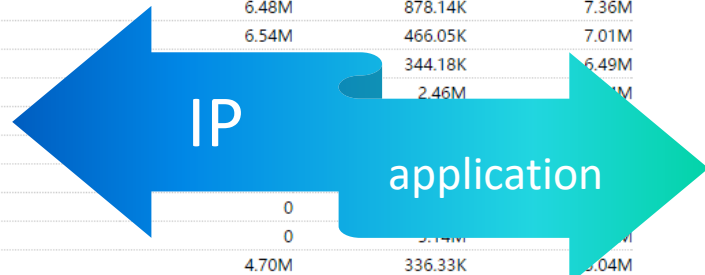 6.48M 878.14K 7.36M
6.54M 466.05K 7.01M
344.18K 6.49M
2.46M
IP
application
0
0
4.70M 336.33K